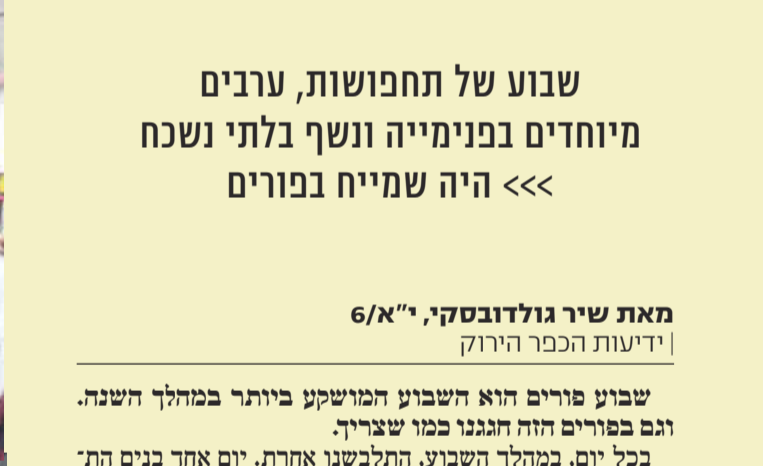 שבוע של תחפושות, ערבים
מיוחדים בפנימייה ונשף בלתי נשכח
>>> היה שמייח בפורים
מאת שיר גולדובסקי, י"א/6
| ידיעות הכפר הירוק
שבוע פורים הוא השבוע המושקע ביותר במהלך השנה.
וגם בפורים הזה חגגנו כמו שצריך.
בכל יום, במהלך השבוע, התלבשנו אחרת. יום אחד בנים הת־